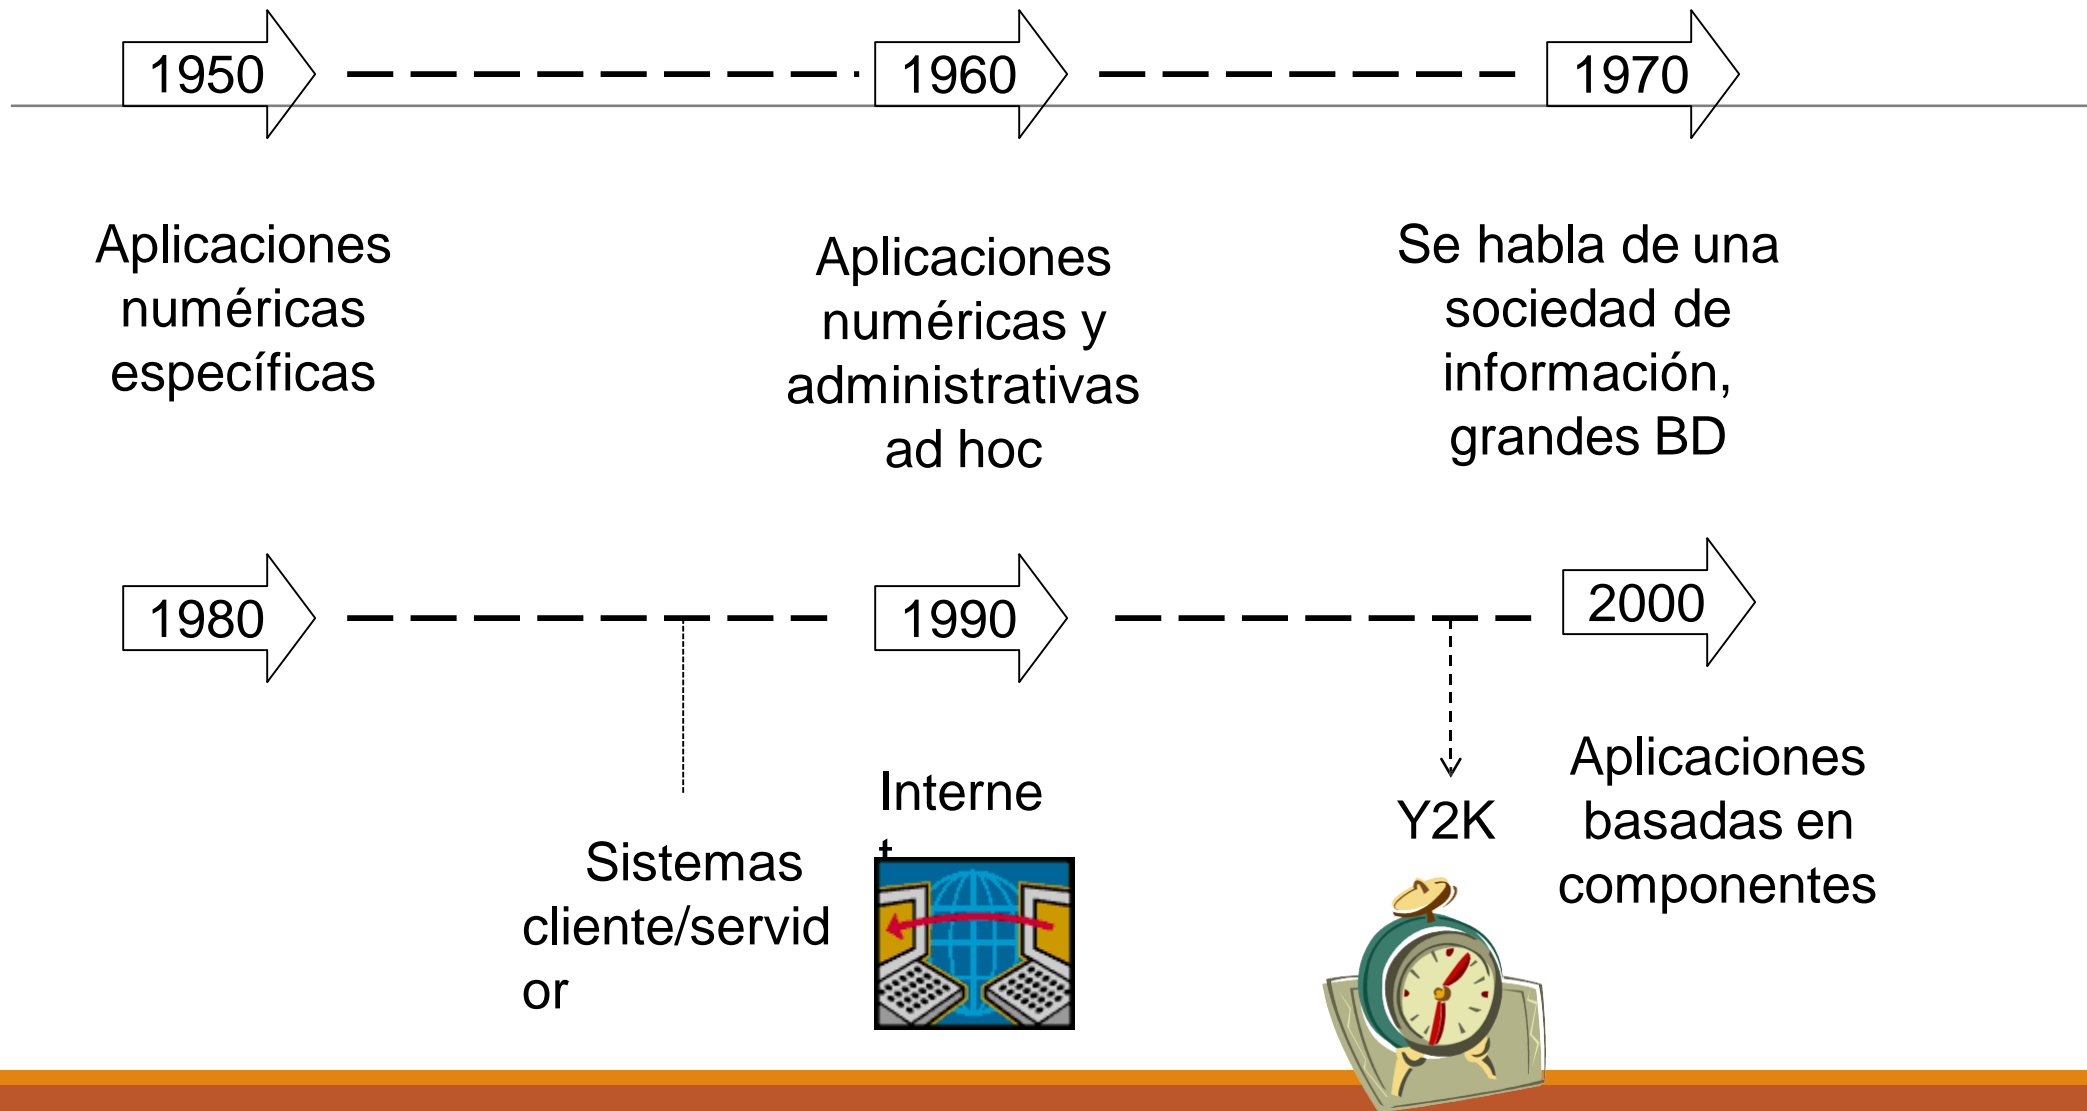 1950
1960
1970
Aplicaciones
numéricas
específicas
Aplicaciones
numéricas y
administrativas
ad hoc
Se habla de una
sociedad de
información,
grandes BD
1980
1990
2000
Sistemas
cliente/servid
or
Interne
t
Y2K
Aplicaciones
basadas en
componentes